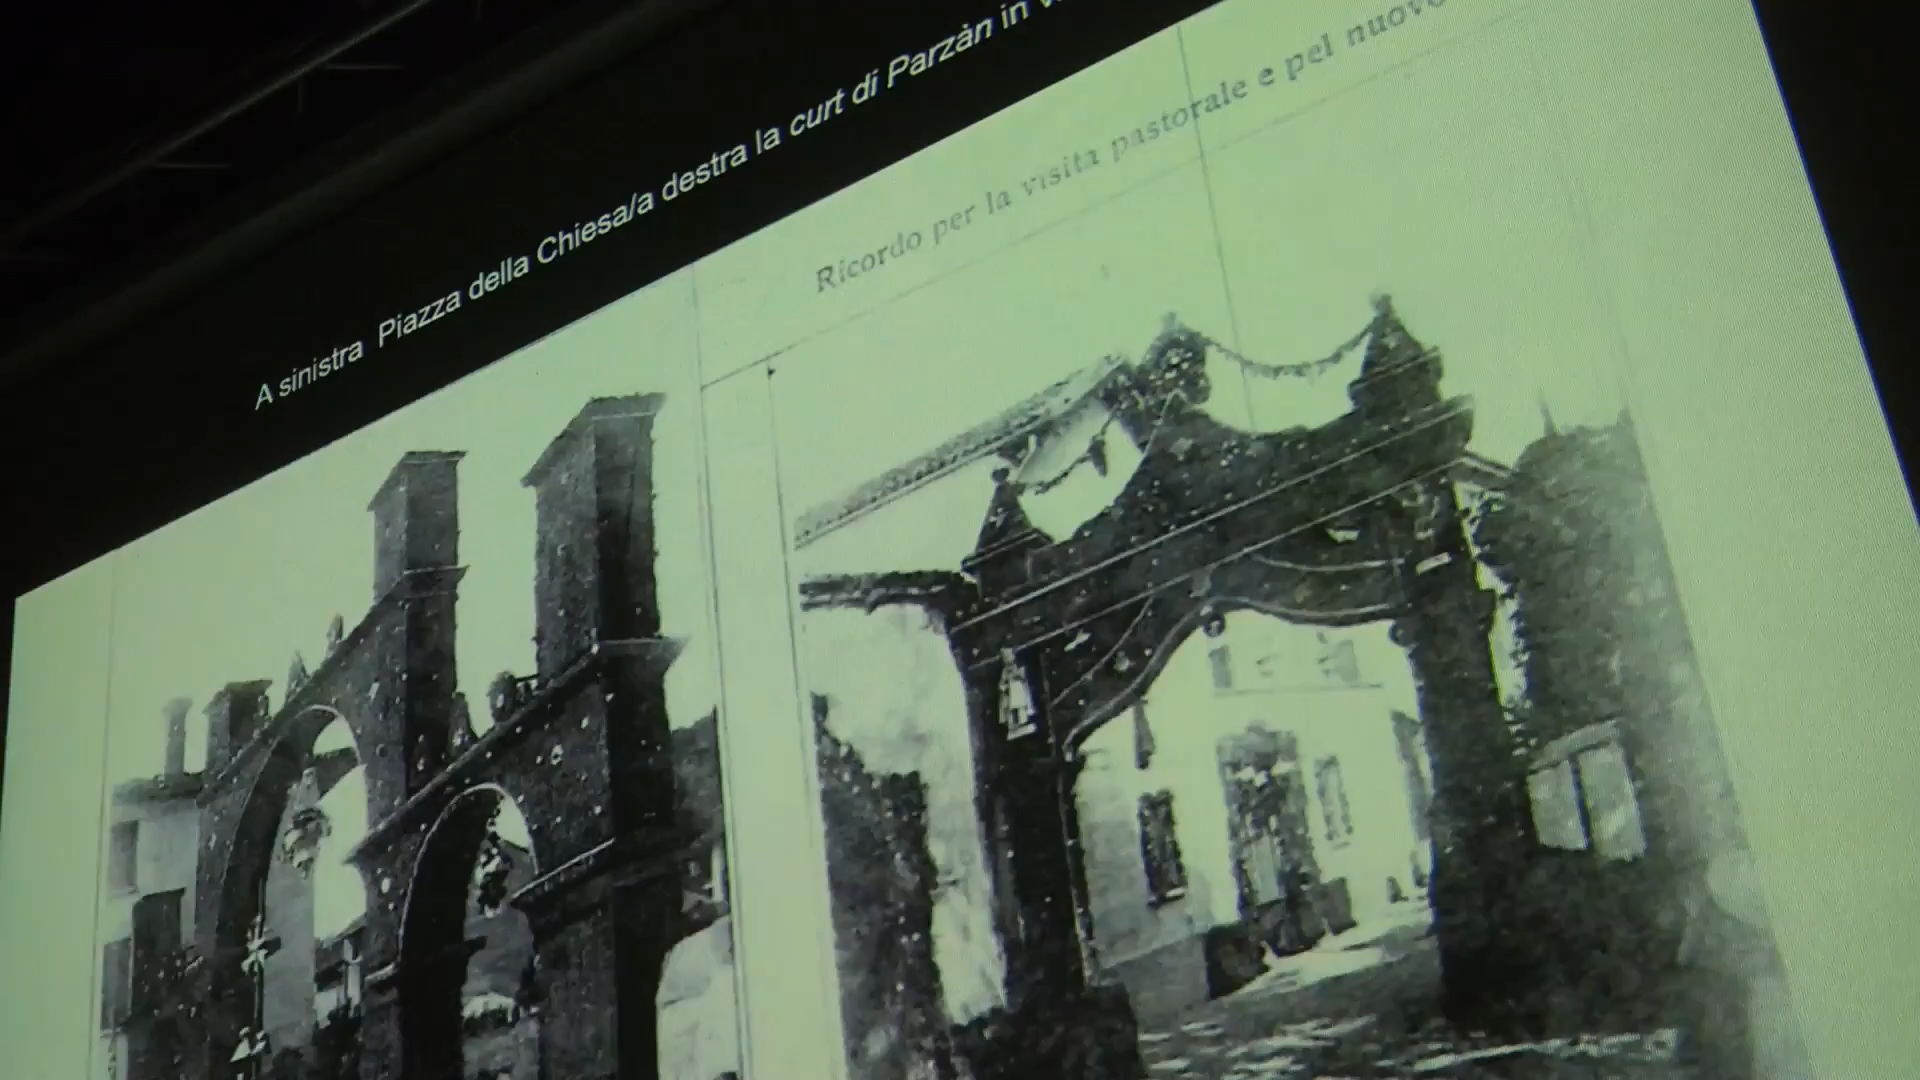 A sinistra Piazza della Chiesa/a destra la curt di Parzàn in
Ricordo per la visita pastorale e pel nuovo